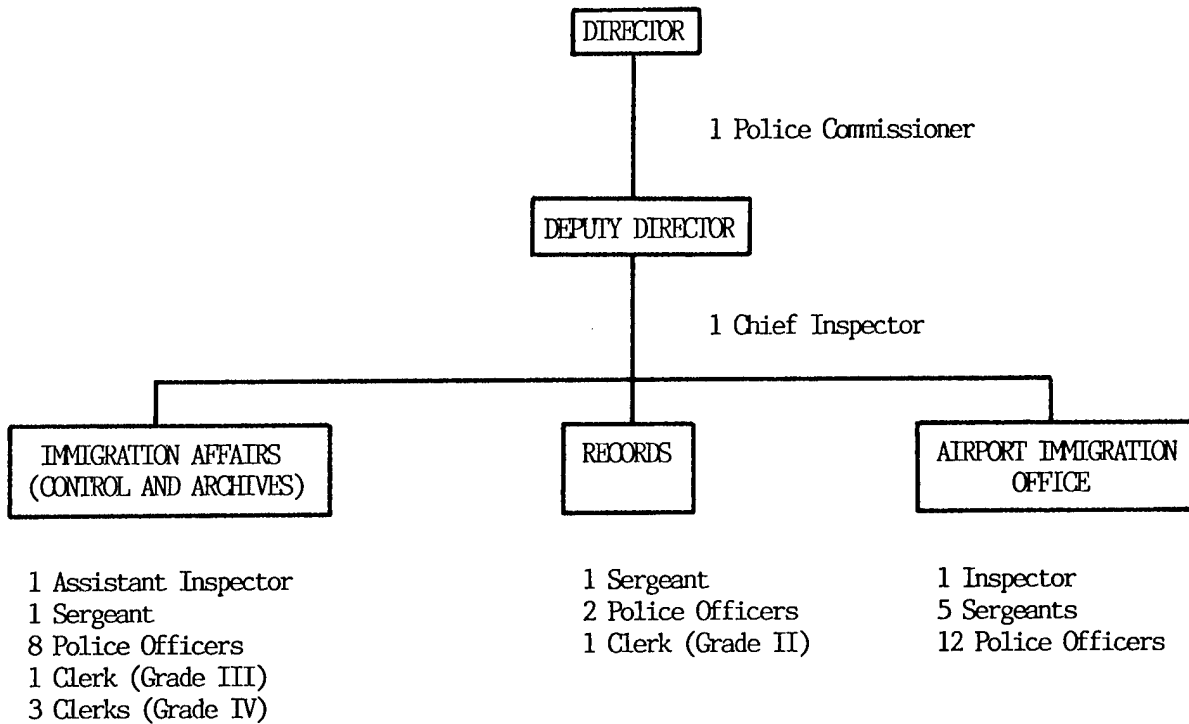 DIRECTOR
1 Police Commissioner
DEPUTY DIRECTOR
1 Chief Inspector
IMMIGRATION AFFAIRS
(CONTROL AND ARCHIVES)
RECORDS
AIRPORT IMMIGRATION
OFFICE
1 Assistant Inspector
1 Sergeant
8 Police Officers
1 Clerk (Grade III)
3 Clerks (Grade IV)
1 Sergeant
2 Police Officers
1 Clerk (Grade II)
1 Inspector
5 Sergeants
12 Police Officers